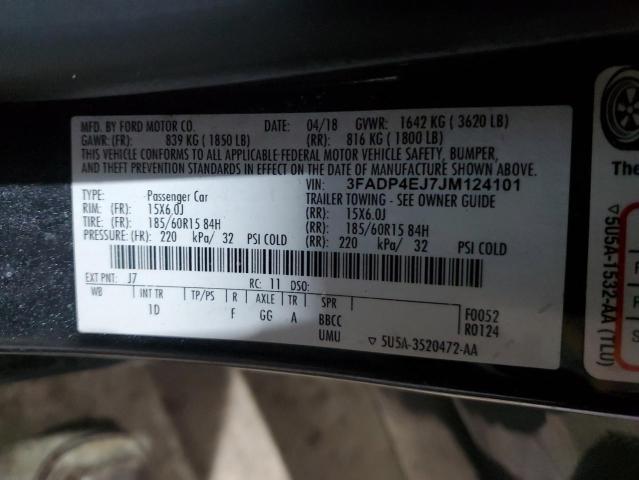 MFD. BY FORD MOTOR CO. DATE: 04/18 GVWR: 1642 KG ( 3620 LB)
GAWR: (FR): 839 KG ( 1850 LB) (RR): 816 KG ( 1800 LB)
THIS VEHICLE CONFORMS TO ALL APPLICABLE FEDERAL MOTOR VEHICLE SAFETY, BUMPER,
AND THEFT PREVENTION STANDARDS IN EFFECT ON THE DATE OF MANUFACTURE SHOWN ABOVE.
VIN: 3FADP4EJ7JM124101
TYPE: Passenger Car TRAILER TOWING - SEE OWNER GUIDE
RIM: (FR): 15X6.0J (RR): 15X6.0J
TIRE: (FR): 185/60R15 84H (RR): 185/60R15 84H
PRESSURE: (FR): 220 kPa/ 32 PSI COLD (RR): 220 kPa/ 32 PSI COLD
EXT PNT: J7 RC: 11 DSO:
WB INT TR TP/PS R AXLE TR SPR
1D F GG A BBCC F0052
UMU R0124
▽ 5U5A-3520472-AA
The
▽ 5U5A-1532-AA (TLU)